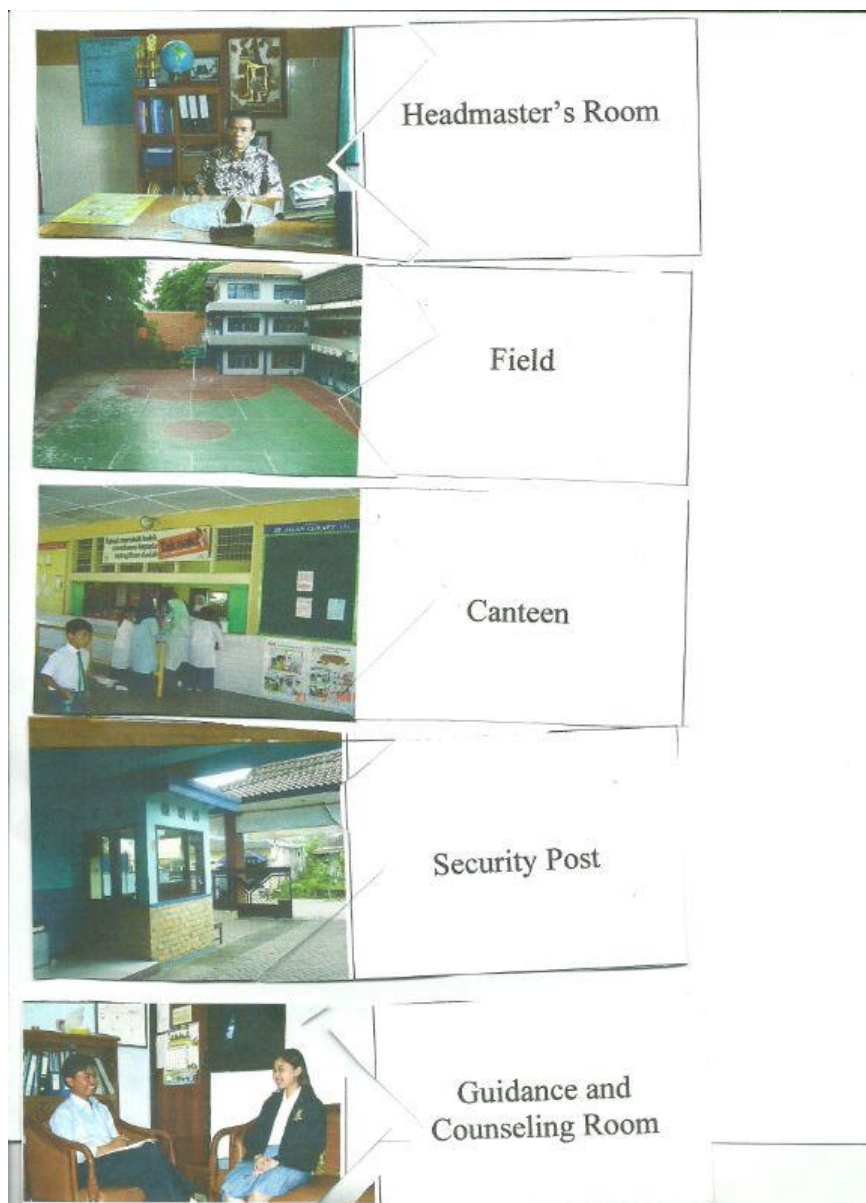 Headmaster's Room
Field
Canteen
Security Post
Guidance and
Counseling Room